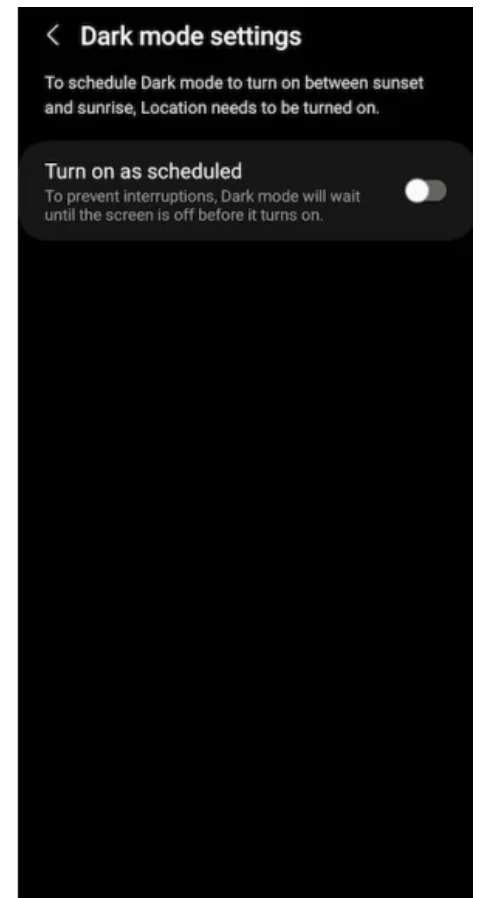 Dark mode settings
To schedule Dark mode to turn on between sunset
and sunrise, Location needs to be turned on.
Turn on as scheduled
To prevent interruptions, Dark mode will wait
until the screen is off before it turns on.